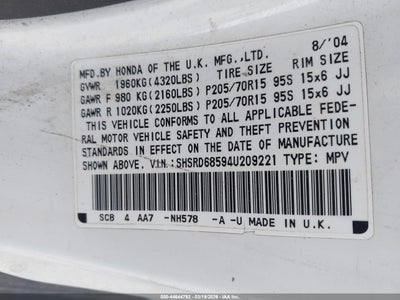 MFD.BY HONDA OF THE U.K. MFG.,LTD. 8/'04
GVWR 1960KG(4320LBS) TIRE SIZE RIM SIZE
GAWR F 980 KG(2160LBS) P205/70R15 95S 15x6 JJ
GAWR R 1020KG(2250LBS) P205/70R15 95S 15x6 JJ
THIS VEHICLE CONFORMS TO ALL APPLICABLE FEDE-
RAL MOTOR VEHICLE SAFETY AND THEFT PREVENTION
STANDARDS IN EFFECT ON THE DATE OF MANUFACTURE
SHOWN ABOVE. V.I.N.:SHSRD68594U209221 TYPE: MPV
SCB 4 AA7 -NH578 -A -U MADE IN U.K.